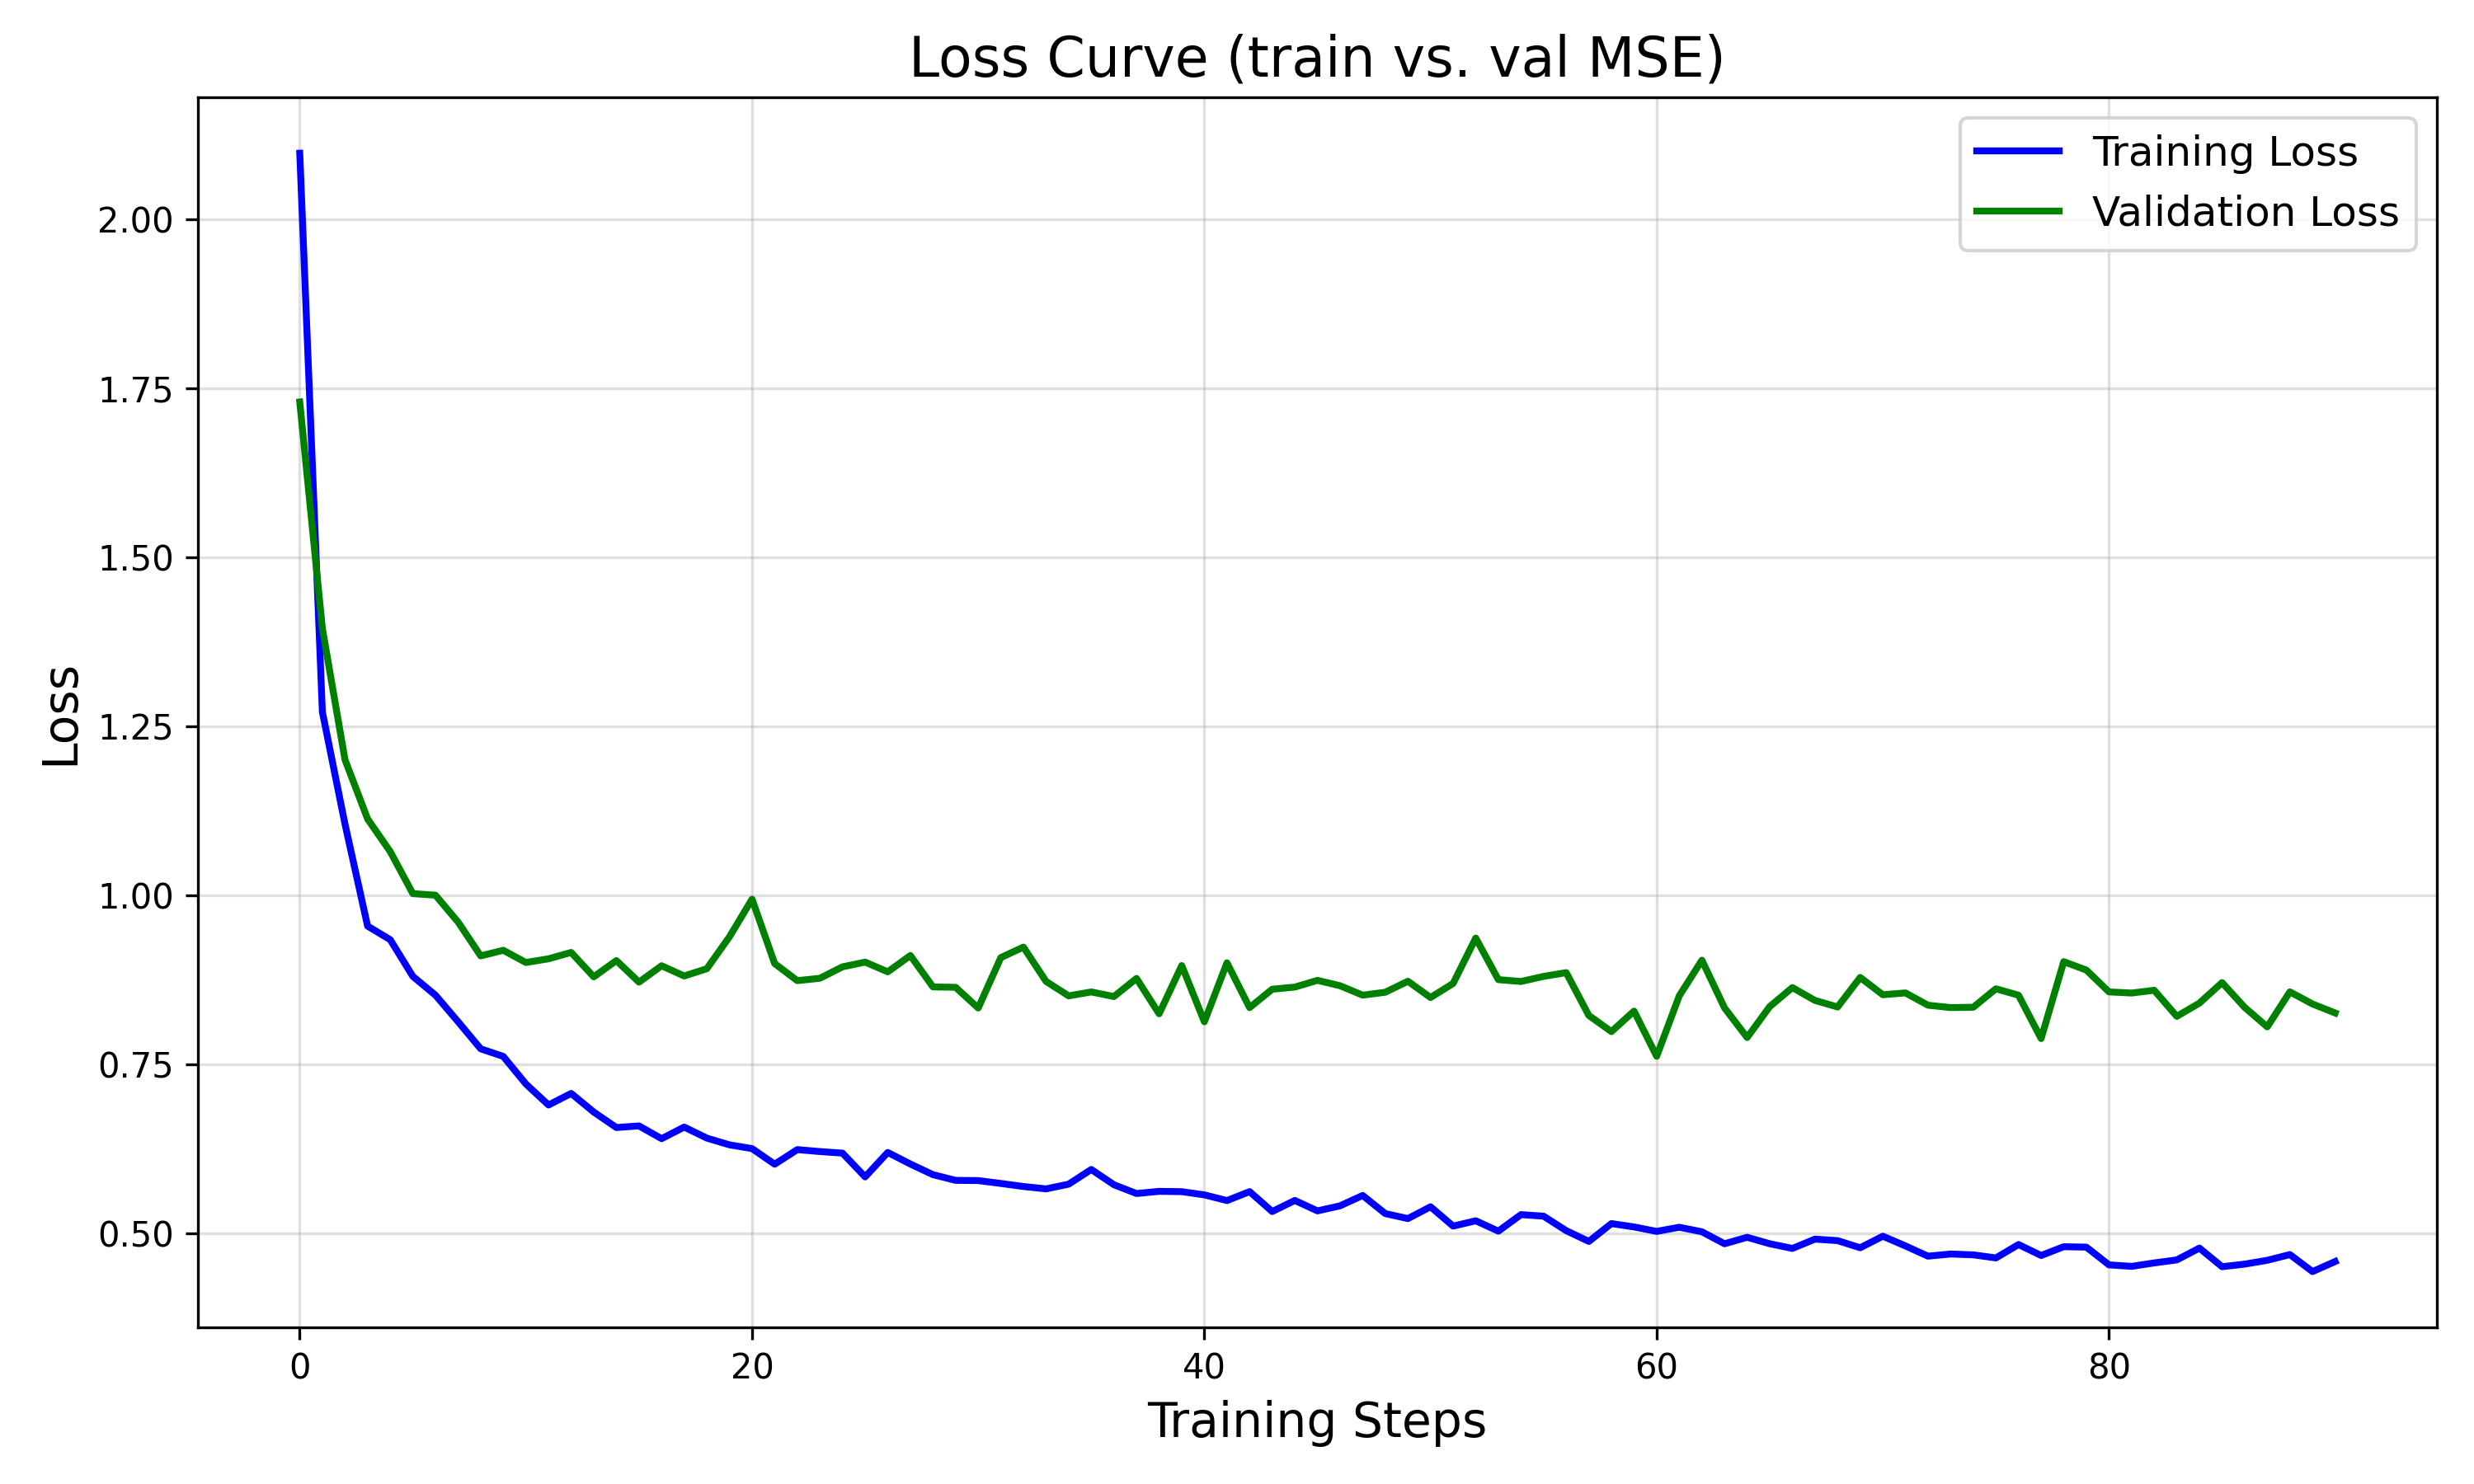 Loss Curve (train vs. val MSE)
Training Loss
Validation Loss
2.00
1.75
1.50
1.25
1.00
0.75
0.50
Loss
0 20 40 60 80
Training Steps